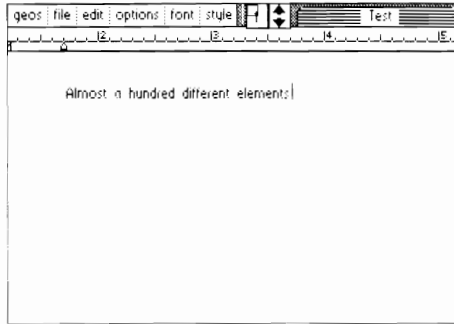 geos file edit options font style Test
2 3 4 5
Almost a hundred different elements